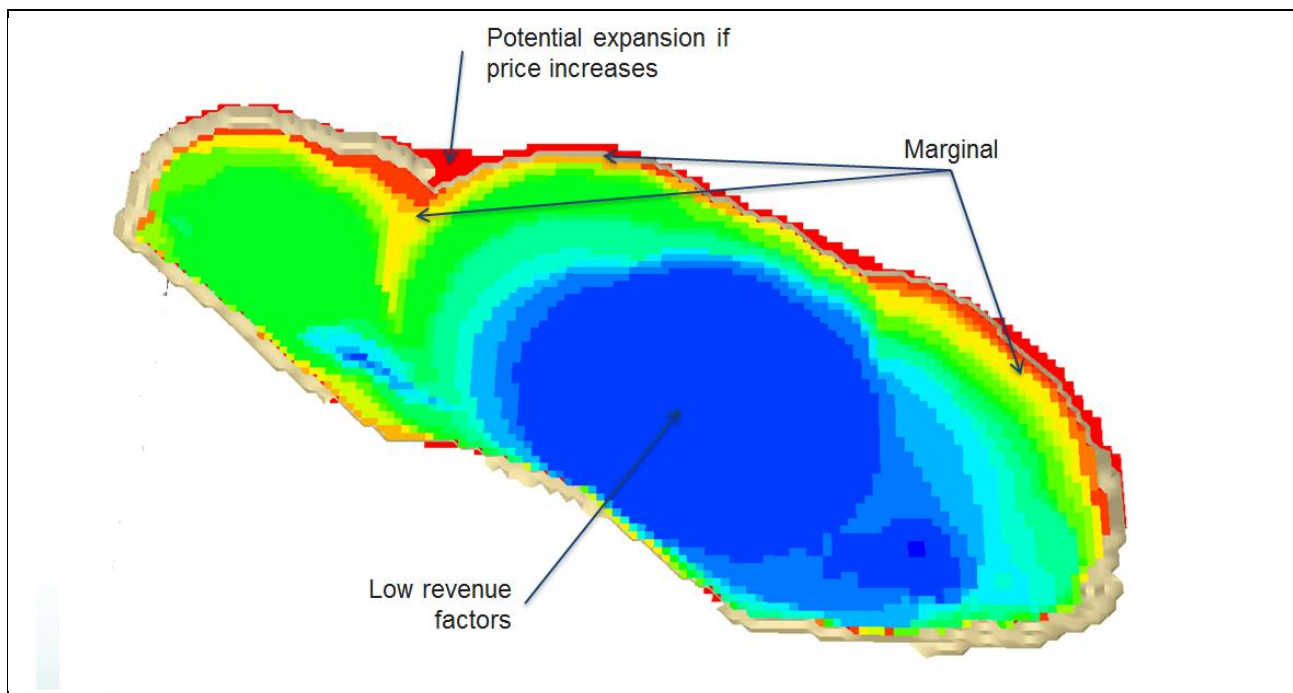 Potential expansion if
price increases
Marginal
Low revenue
factors